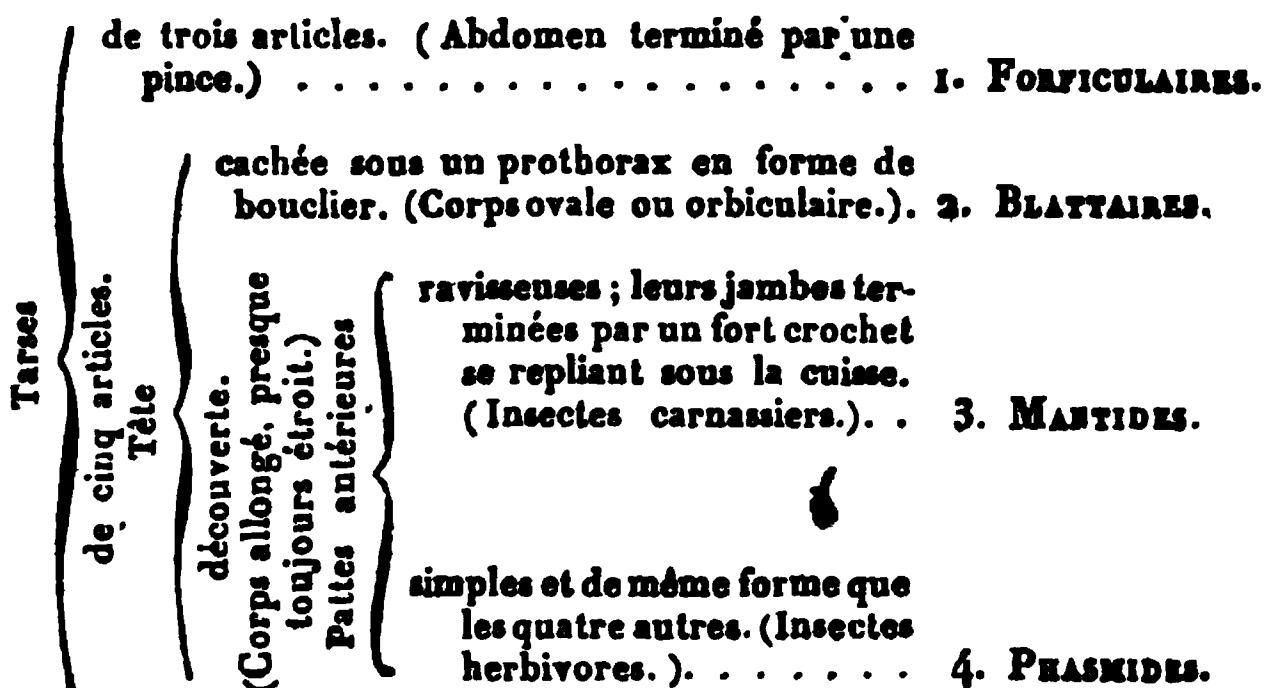 Tarses
de trois articles. (Abdomen terminé par une
pince.) . . . . . . . . . . . . . . . . . . 1. FORFICULAIRES.
de cinq articles.
Tête
cachée sous un prothorax en forme de
bouclier. (Corps ovale ou orbiculaire.). 2. BLATTAIRES.
découverte.
(Corps allongé, presque
toujours étroit.)
Pattes antérieures
ravisseuses ; leurs jambes ter-
minées par un fort crochet
se repliant sous la cuisse.
(Insectes carnassiers.). . 3. MANTIDES.
simples et de même forme que
les quatre autres. (Insectes
herbivores.). . . . . . . . 4. PHASMIDES.